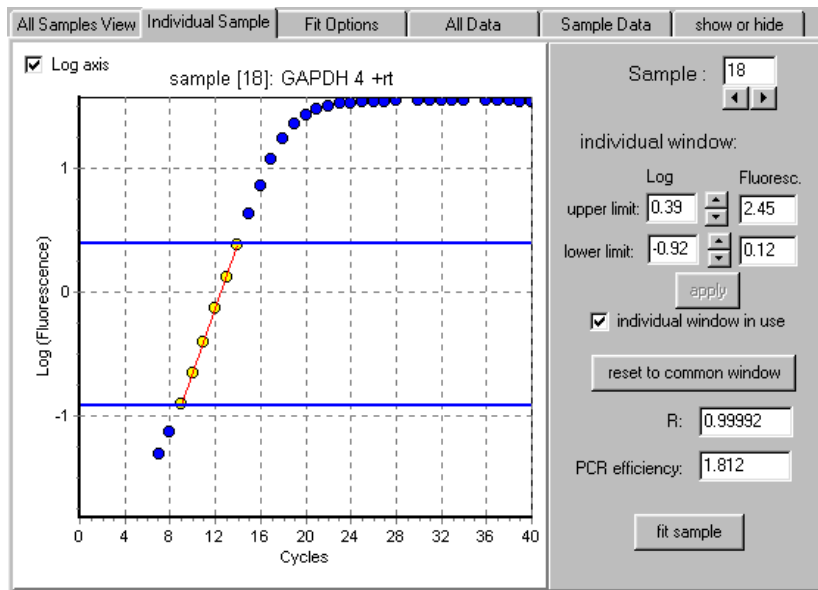 All Samples View Individual Sample Fit Options All Data Sample Data show or hide
Log axis
sample [18]: GAPDH 4 +rt
1
0
-1
Log (Fluorescence)
0 4 8 12 16 20 24 28 32 36 40
Cycles
Sample : 18
individual window:
Log Fluoresc.
upper limit: 0.39 2.45
lower limit: -0.92 0.12
apply
individual window in use
reset to common window
R: 0.99992
PCR efficiency: 1.812
fit sample